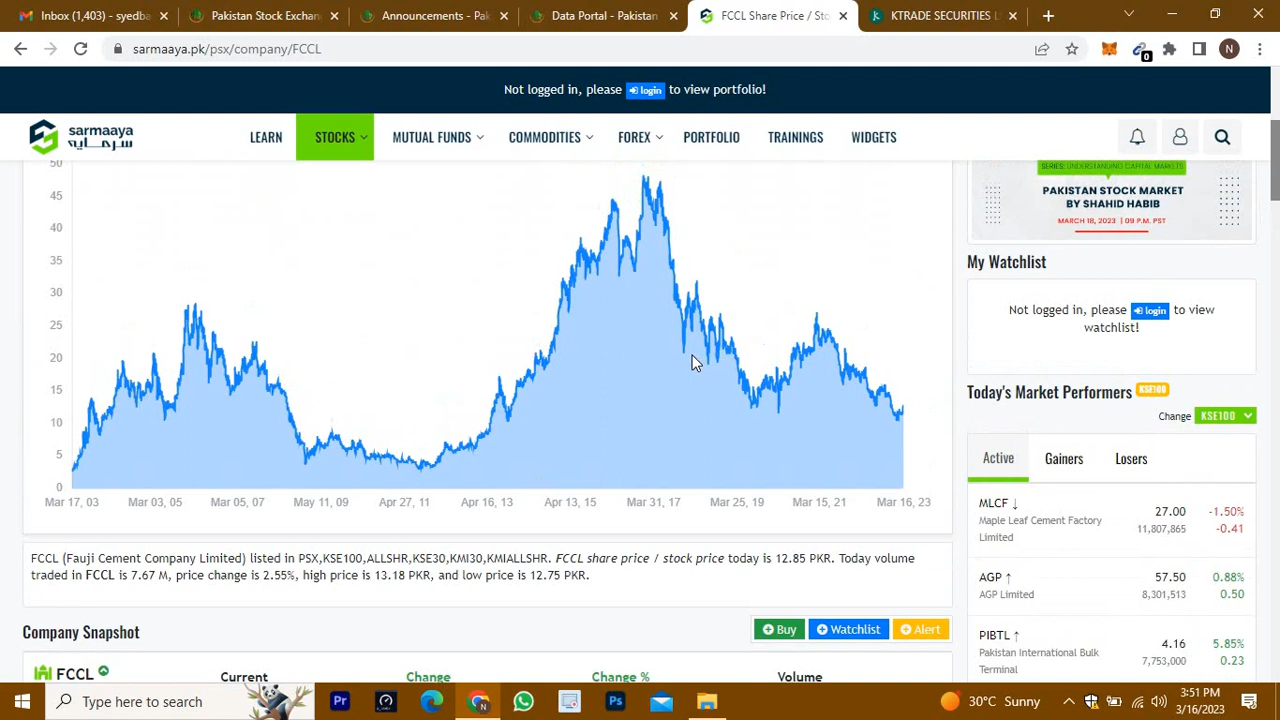 Inbox (1,403) - syedba
Pakistan Stock Exchan
Announcements - Pak
Data Portal - Pakistan
FCCL Share Price / Sto
KTRADE SECURITIES L
sarmaaya.pk/psx/company/FCCL
0
N
Not logged in, please login to view portfolio!
sarmaaya
سرمایہ
LEARN
STOCKS
MUTUAL FUNDS
COMMODITIES
FOREX
PORTFOLIO
TRAININGS
WIDGETS
50
45
40
35
30
25
20
15
10
5
0
Mar 17, 03
Mar 03, 05
Mar 05, 07
May 11, 09
Apr 27, 11
Apr 16, 13
Apr 13, 15
Mar 31, 17
Mar 25, 19
Mar 15, 21
Mar 16, 23
SERIES: UNDERSTANDING CAPITAL MARKETS
PAKISTAN STOCK MARKET
BY SHAHID HABIB
MARCH 18, 2023 | 09 P.M. PST
My Watchlist
Not logged in, please login to view
watchlist!
Today's Market Performers KSE100
Change KSE100
Active
Gainers
Losers
MLCF ↓
Maple Leaf Cement Factory
Limited
27.00
11,807,865
-1.50%
-0.41
AGP ↑
AGP Limited
57.50
8,301,513
0.88%
0.50
PIBTL ↑
Pakistan International Bulk
Terminal
4.16
7,753,000
5.85%
0.23
FCCL (Fauji Cement Company Limited) listed in PSX,KSE100,ALLSHR,KSE30,KMI30,KMIALLSHR. FCCL share price / stock price today is 12.85 PKR. Today volume
traded in FCCL is 7.67 M, price change is 2.55%, high price is 13.18 PKR, and low price is 12.75 PKR.
Company Snapshot
Buy
Watchlist
Alert
FCCL
Current
Change
Change %
Volume
Type here to search
Pr
Ps
30°C Sunny
3:51 PM
3/16/2023